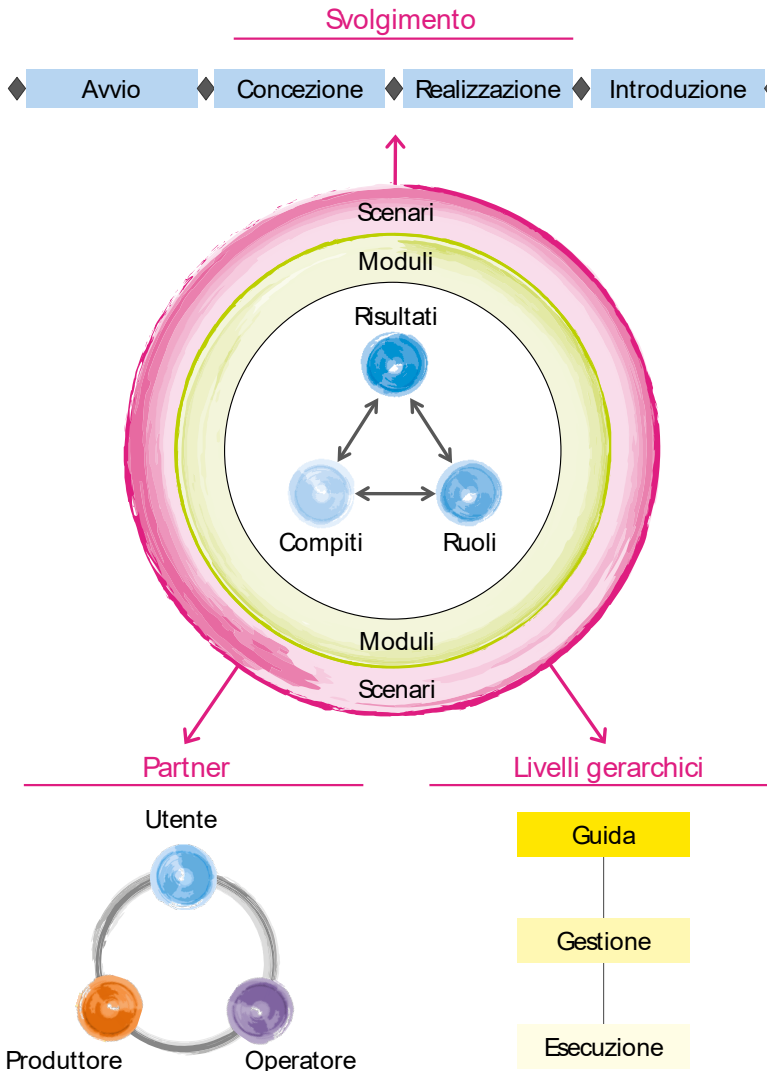 Svolgimento
Avvio
Concezione
Realizzazione
Introduzione
Scenari
Moduli
Risultati
Compiti
Ruoli
Moduli
Scenari
Partner
Livelli gerarchici
Utente
Guida
Gestione
Produttore
Operatore
Esecuzione